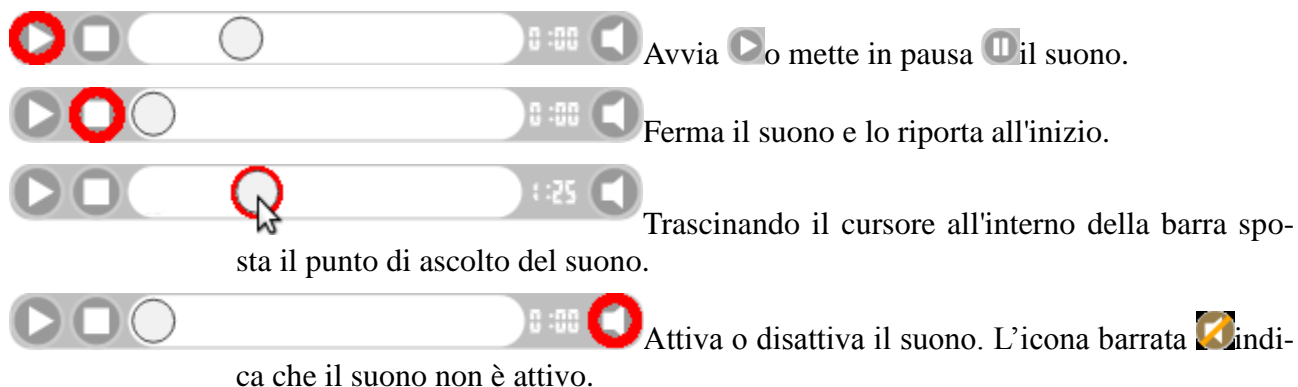 0:00 Avvia o mette in pausa il suono.
0:00 Ferma il suono e lo riporta all'inizio.
1:25 Trascinando il cursore all'interno della barra spo-
sta il punto di ascolto del suono.
0:00 Attiva o disattiva il suono. L’icona barrata indi-
ca che il suono non è attivo.